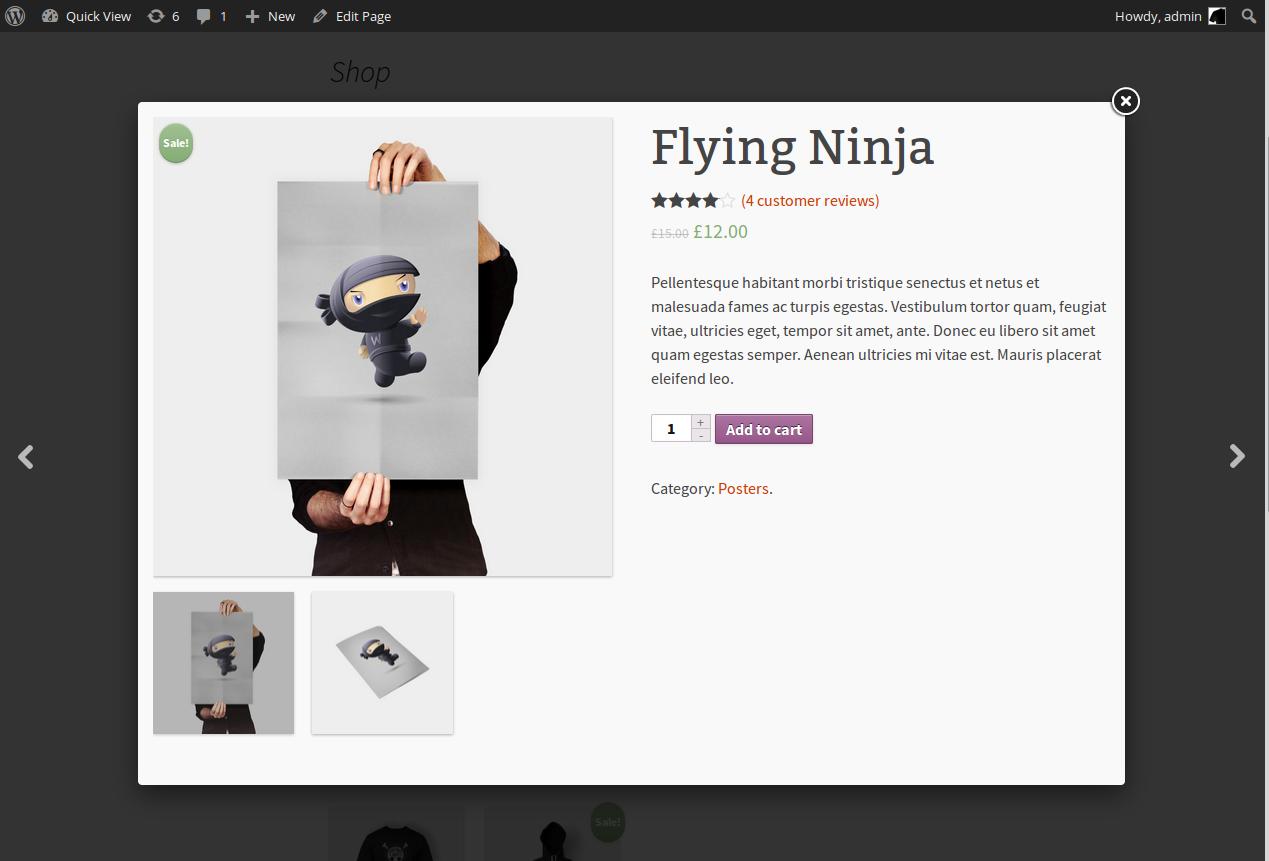 Quick View 6 1 New Edit Page Howdy, admin
Shop
Sale!
Flying Ninja
(4 customer reviews)
£15.00 £12.00
Pellentesque habitant morbi tristique senectus et netus et
malesuada fames ac turpis egestas. Vestibulum tortor quam, feugiat
vitae, ultricies eget, tempor sit amet, ante. Donec eu libero sit amet
quam egestas semper. Aenean ultricies mi vitae est. Mauris placerat
eleifend leo.
1 + - Add to cart
Category: Posters.
W
Sale!